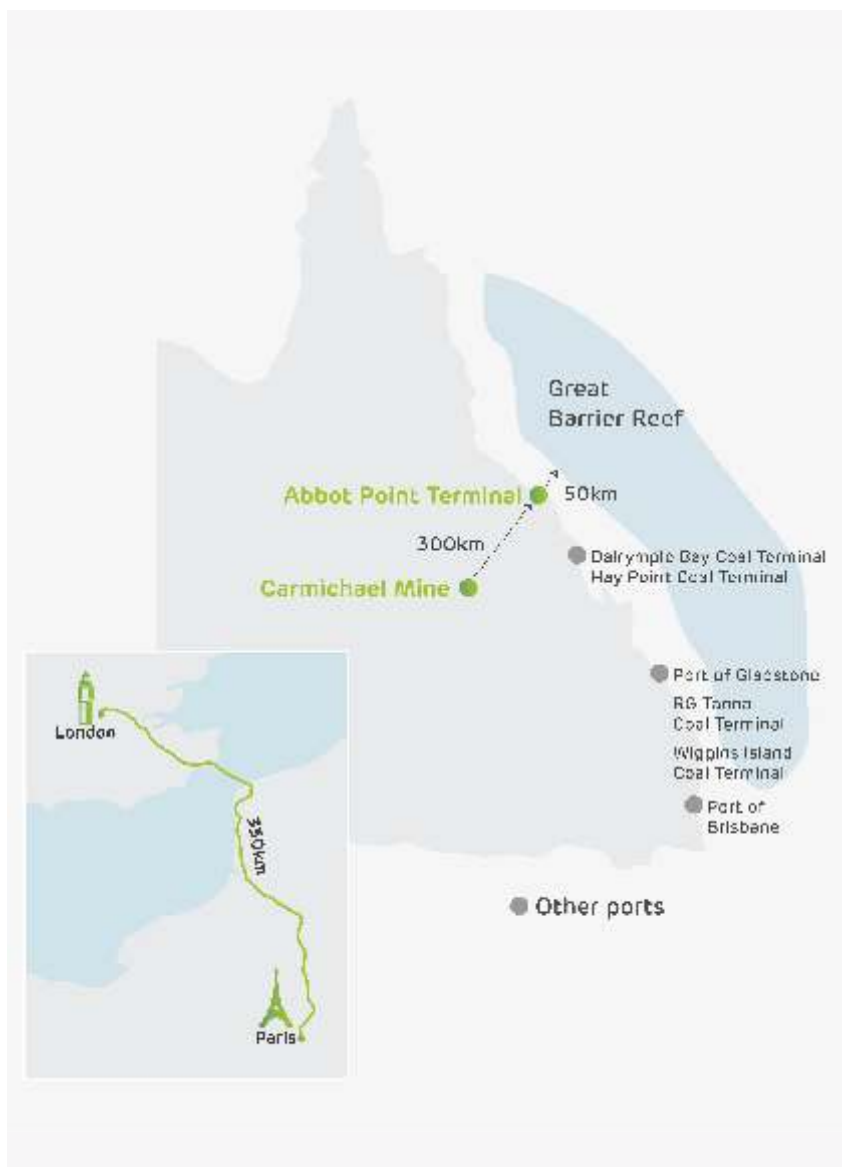 Great
Barrier Reef
Abbot Point Terminal
50km
300km
Dalrymple Bay Coal Terminal
Hay Point Coal Terminal
Carmichael Mine
Port of Gladstone
RG Tanna
Coal Terminal
Wiggins Island
Coal Terminal
Port of
Brisbane
Other ports
London
350km
Paris